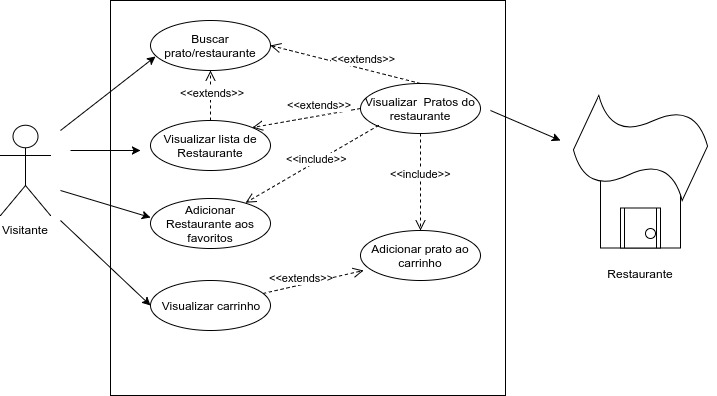 Buscar
prato/restaurante
<<extends>>
<<extends>>
<<extends>>
Visualizar Pratos do
restaurante
Visualizar lista de
Restaurante
<<include>>
<<include>>
Adicionar
Restaurante aos
favoritos
Visitante
Adicionar prato ao
carrinho
Restaurante
<<extends>>
Visualizar carrinho